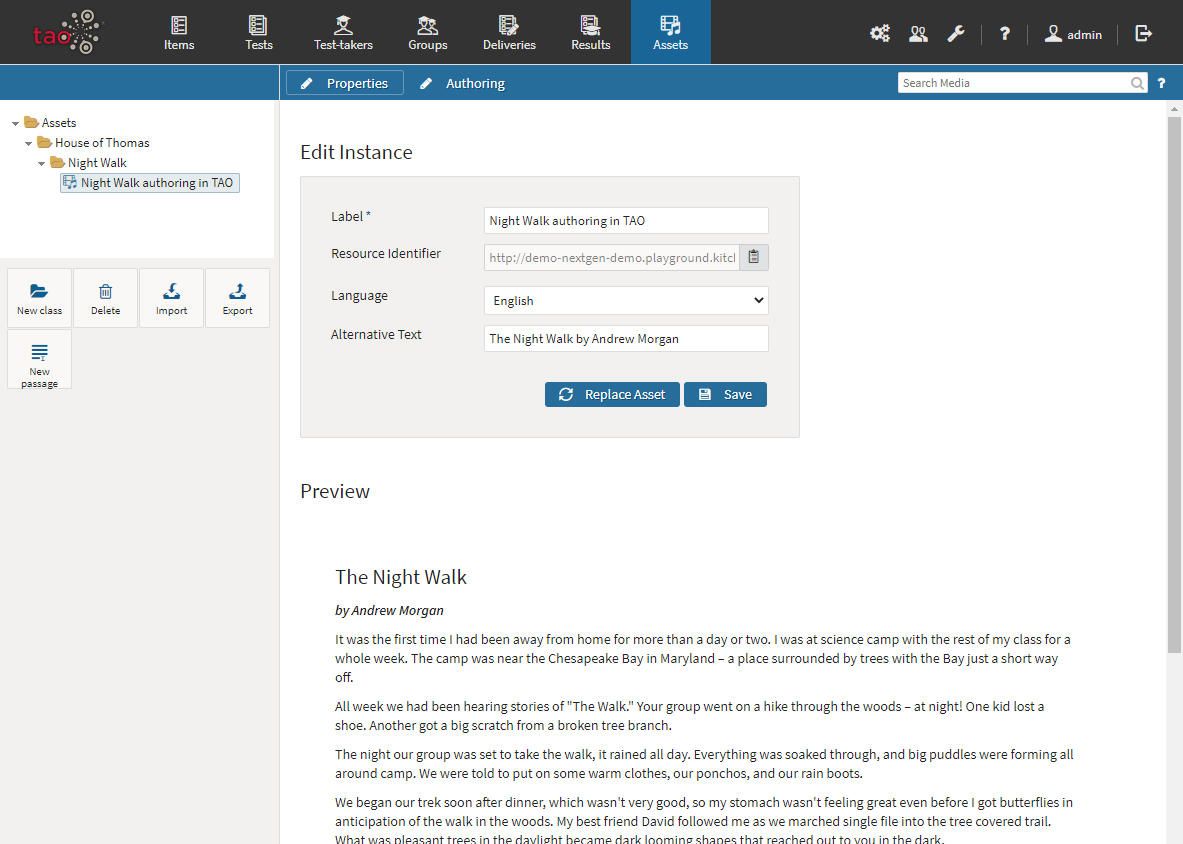 tao
Items
Tests
Test-takers
Groups
Deliveries
Results
Assets
?
admin
Properties
Authoring
Search Media
?
Assets
House of Thomas
Night Walk
Night Walk authoring in TAO
New class
Delete
Import
Export
New
passage
Edit Instance
Label *
Night Walk authoring in TAO
Resource Identifier
http://demo-nextgen-demo.playground.kitcl
Language
English
Alternative Text
The Night Walk by Andrew Morgan
Replace Asset
Save
Preview
The Night Walk
by Andrew Morgan
It was the first time I had been away from home for more than a day or two. I was at science camp with the rest of my class for a
whole week. The camp was near the Chesapeake Bay in Maryland – a place surrounded by trees with the Bay just a short way
off.
All week we had been hearing stories of "The Walk." Your group went on a hike through the woods – at night! One kid lost a
shoe. Another got a big scratch from a broken tree branch.
The night our group was set to take the walk, it rained all day. Everything was soaked through, and big puddles were forming all
around camp. We were told to put on some warm clothes, our ponchos, and our rain boots.
We began our trek soon after dinner, which wasn't very good, so my stomach wasn't feeling great even before I got butterflies in
anticipation of the walk in the woods. My best friend David followed me as we marched single file into the tree covered trail.
What was pleasant trees in the daylight became dark looming shapes that reached out to you in the dark.